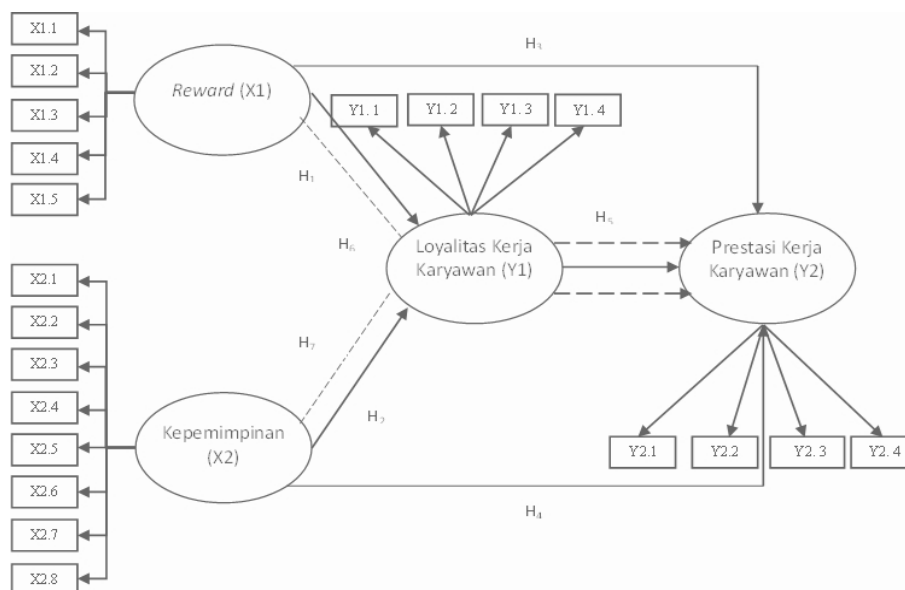 X1.1
X1.2
X1.3
X1.4
X1.5
Reward (X1)
H3
Y1.1
Y1.2
Y1.3
Y1.4
H1
H6
Loyalitas Kerja
Karyawan (Y1)
H5
Prestasi Kerja
Karyawan (Y2)
X2.1
X2.2
X2.3
X2.4
X2.5
X2.6
X2.7
X2.8
H7
Kepemimpinan
(X2)
H2
Y2.1
Y2.2
Y2.3
Y2.4
H4